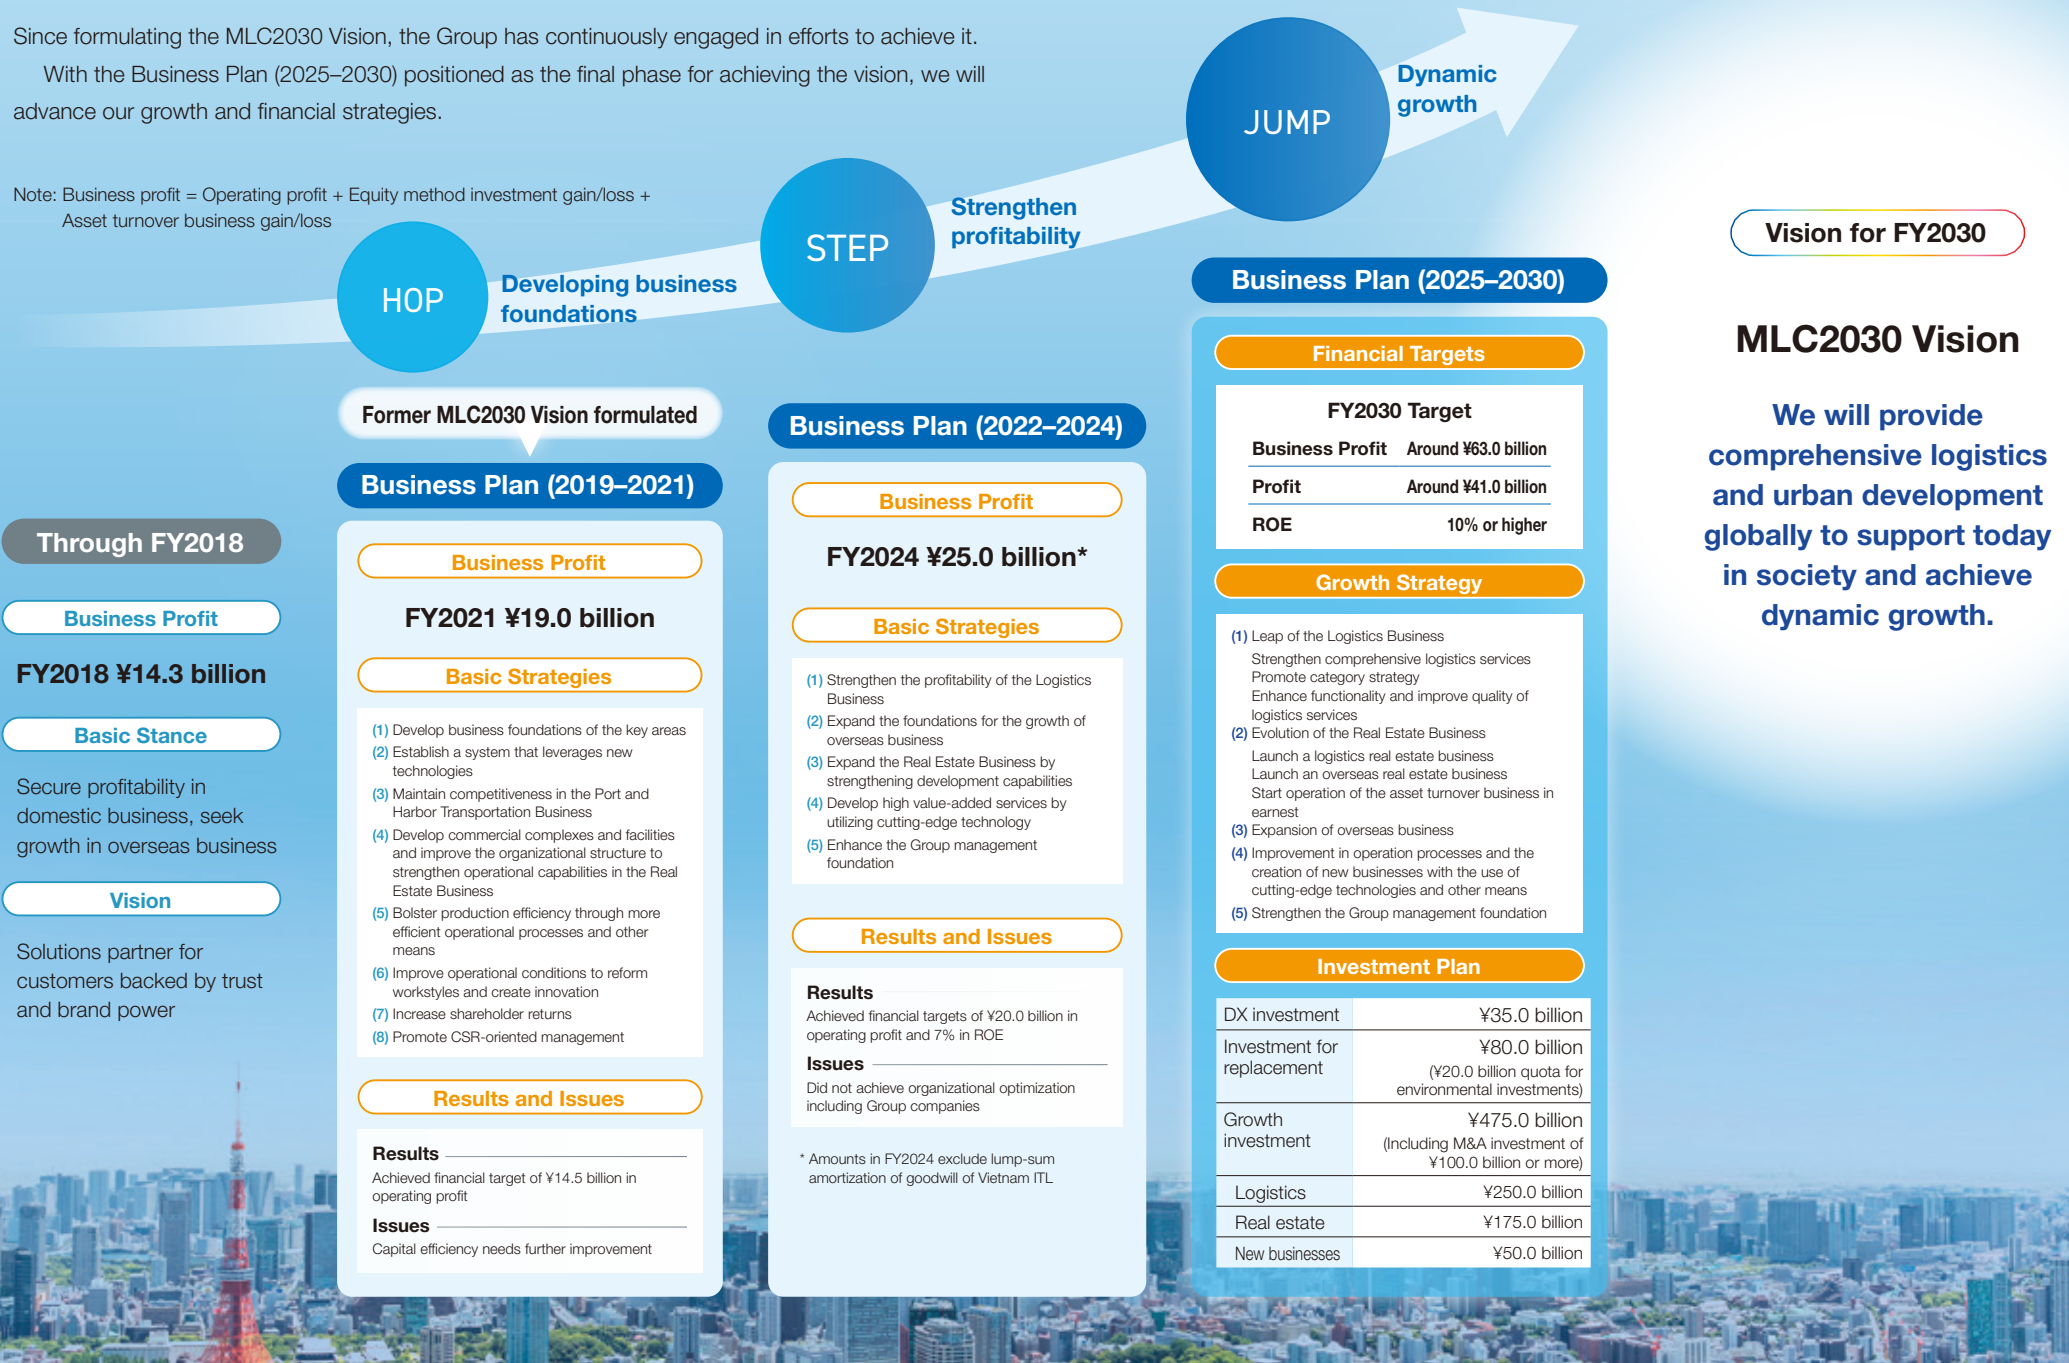 Since formulating the MLC2030 Vision, the Group has continuously engaged in efforts to achieve it.
With the Business Plan (2025–2030) positioned as the final phase for achieving the vision, we will
advance our growth and financial strategies.
Note: Business profit = Operating profit + Equity method investment gain/loss +
Asset turnover business gain/loss
HOP
Developing business
foundations
STEP
Strengthen
profitability
JUMP
Dynamic
growth
Through FY2018
Business Profit
FY2018 ¥14.3 billion
Basic Stance
Secure profitability in
domestic business, seek
growth in overseas business
Vision
Solutions partner for
customers backed by trust
and brand power
Former MLC2030 Vision formulated
Business Plan (2019–2021)
Business Profit
FY2021 ¥19.0 billion
Basic Strategies
(1) Develop business foundations of the key areas
(2) Establish a system that leverages new
technologies
(3) Maintain competitiveness in the Port and
Harbor Transportation Business
(4) Develop commercial complexes and facilities
and improve the organizational structure to
strengthen operational capabilities in the Real
Estate Business
(5) Bolster production efficiency through more
efficient operational processes and other
means
(6) Improve operational conditions to reform
workstyles and create innovation
(7) Increase shareholder returns
(8) Promote CSR-oriented management
Results and Issues
Results
Achieved financial target of ¥14.5 billion in
operating profit
Issues
Capital efficiency needs further improvement
Business Plan (2022–2024)
Business Profit
FY2024 ¥25.0 billion*
Basic Strategies
(1) Strengthen the profitability of the Logistics
Business
(2) Expand the foundations for the growth of
overseas business
(3) Expand the Real Estate Business by
strengthening development capabilities
(4) Develop high value-added services by
utilizing cutting-edge technology
(5) Enhance the Group management
foundation
Results and Issues
Results
Achieved financial targets of ¥20.0 billion in
operating profit and 7% in ROE
Issues
Did not achieve organizational optimization
including Group companies
* Amounts in FY2024 exclude lump-sum
amortization of goodwill of Vietnam ITL
Business Plan (2025–2030)
Financial Targets
FY2030 Target
Business Profit Around ¥63.0 billion
Profit Around ¥41.0 billion
ROE 10% or higher
Growth Strategy
(1) Leap of the Logistics Business
Strengthen comprehensive logistics services
Promote category strategy
Enhance functionality and improve quality of
logistics services
(2) Evolution of the Real Estate Business
Launch a logistics real estate business
Launch an overseas real estate business
Start operation of the asset turnover business in
earnest
(3) Expansion of overseas business
(4) Improvement in operation processes and the
creation of new businesses with the use of
cutting-edge technologies and other means
(5) Strengthen the Group management foundation
Investment Plan
DX investment ¥35.0 billion
Investment for ¥80.0 billion
replacement (¥20.0 billion quota for
environmental investments)
Growth ¥475.0 billion
investment (Including M&A investment of
¥100.0 billion or more)
Logistics ¥250.0 billion
Real estate ¥175.0 billion
New businesses ¥50.0 billion
Vision for FY2030
MLC2030 Vision
We will provide
comprehensive logistics
and urban development
globally to support today
in society and achieve
dynamic growth.